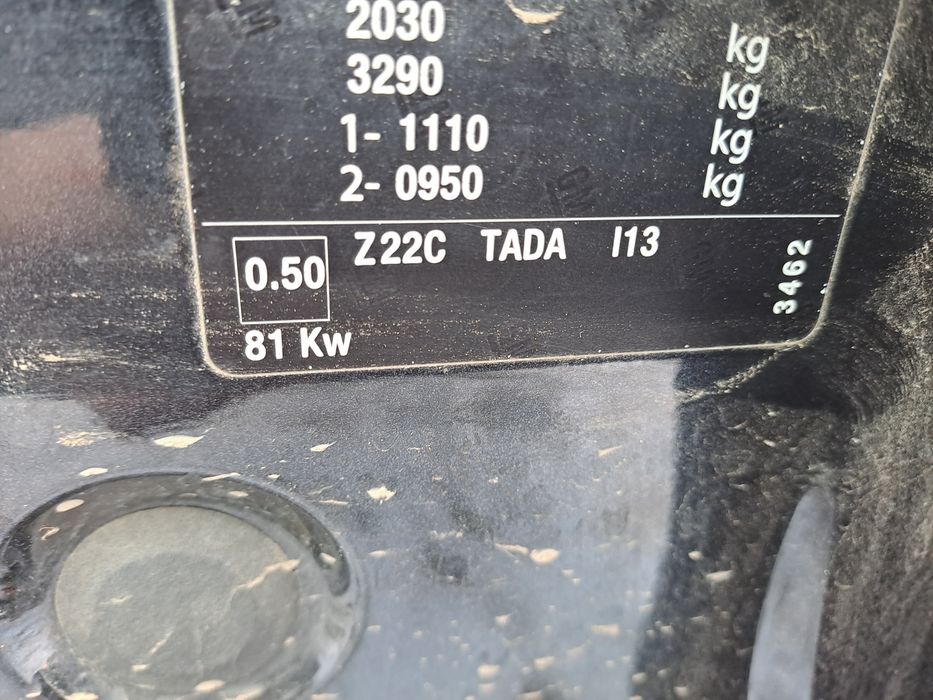 2030 kg
3290 kg
1- 1110 kg
2- 0950 kg
0.50 Z22C TADA I13
3462
81 Kw